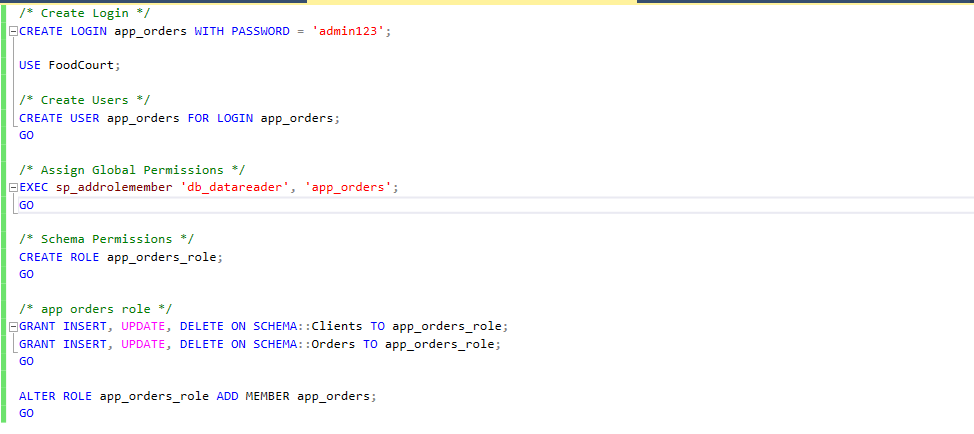 /* Create Login */
CREATE LOGIN app_orders WITH PASSWORD = 'admin123';
USE FoodCourt;
/* Create Users */
CREATE USER app_orders FOR LOGIN app_orders;
GO
/* Assign Global Permissions */
EXEC sp_addrolemember 'db_datareader', 'app_orders';
GO
/* Schema Permissions */
CREATE ROLE app_orders_role;
GO
/* app orders role */
GRANT INSERT, UPDATE, DELETE ON SCHEMA::Clients TO app_orders_role;
GRANT INSERT, UPDATE, DELETE ON SCHEMA::Orders TO app_orders_role;
GO
ALTER ROLE app_orders_role ADD MEMBER app_orders;
GO